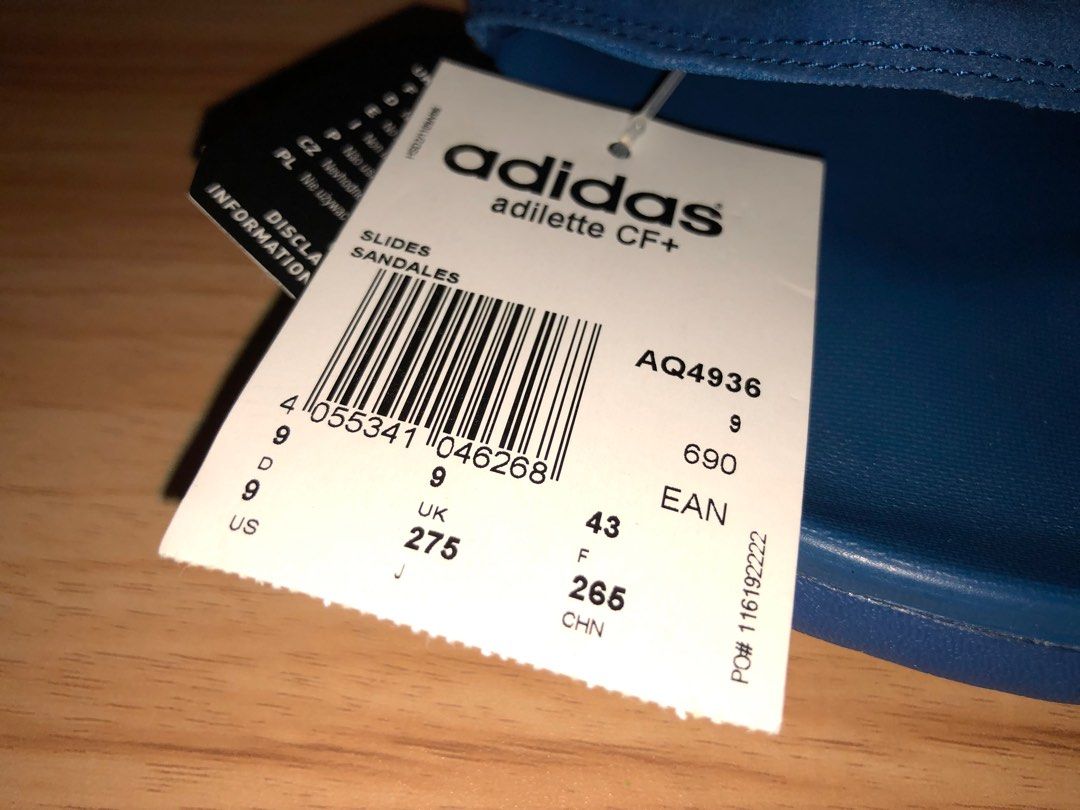 adidas
adilette CF+
SLIDES
SANDALES
AQ4936
9
690
EAN
4 055341 046268
9
D
9
UK
43
F
9
US
275
J
265
CHN
PO# 116192222
CZ
PL
DISCLA
INFORMATION